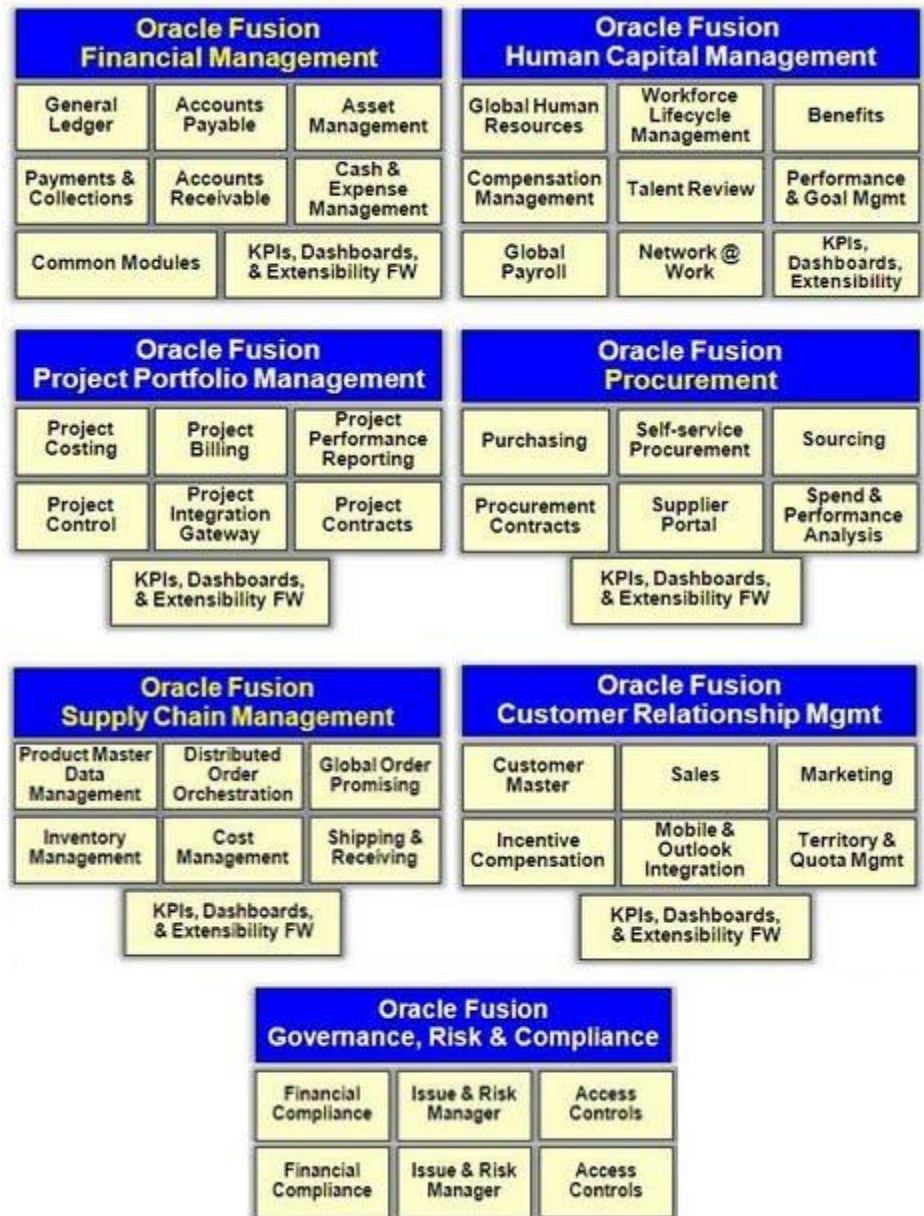 Oracle Fusion
Financial Management
General
Ledger
Accounts
Payable
Asset
Management
Payments &
Collections
Accounts
Receivable
Cash &
Expense
Management
Common Modules
KPIs, Dashboards,
& Extensibility FW
Oracle Fusion
Human Capital Management
Global Human
Resources
Workforce
Lifecycle
Management
Benefits
Compensation
Management
Talent Review
Performance
& Goal Mgmt
Global
Payroll
Network @
Work
KPIs,
Dashboards,
Extensibility
Oracle Fusion
Project Portfolio Management
Project
Costing
Project
Billing
Project
Performance
Reporting
Project
Control
Project
Integration
Gateway
Project
Contracts
KPIs, Dashboards,
& Extensibility FW
Oracle Fusion
Procurement
Purchasing
Self-service
Procurement
Sourcing
Procurement
Contracts
Supplier
Portal
Spend &
Performance
Analysis
KPIs, Dashboards,
& Extensibility FW
Oracle Fusion
Supply Chain Management
Product Master
Data
Management
Distributed
Order
Orchestration
Global Order
Promising
Inventory
Management
Cost
Management
Shipping &
Receiving
KPIs, Dashboards,
& Extensibility FW
Oracle Fusion
Customer Relationship Mgmt
Customer
Master
Sales
Marketing
Incentive
Compensation
Mobile &
Outlook
Integration
Territory &
Quota Mgmt
KPIs, Dashboards,
& Extensibility FW
Oracle Fusion
Governance, Risk & Compliance
Financial
Compliance
Issue & Risk
Manager
Access
Controls
Financial
Compliance
Issue & Risk
Manager
Access
Controls